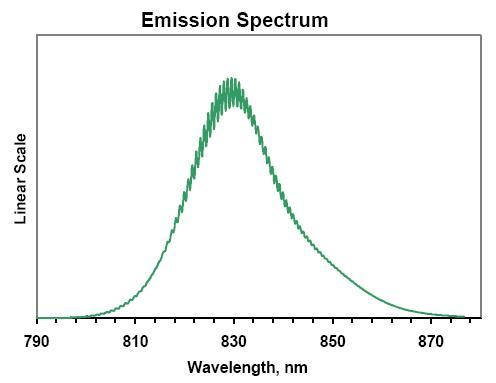 Emission Spectrum
Linear Scale
790 810 830 850 870
Wavelength, nm